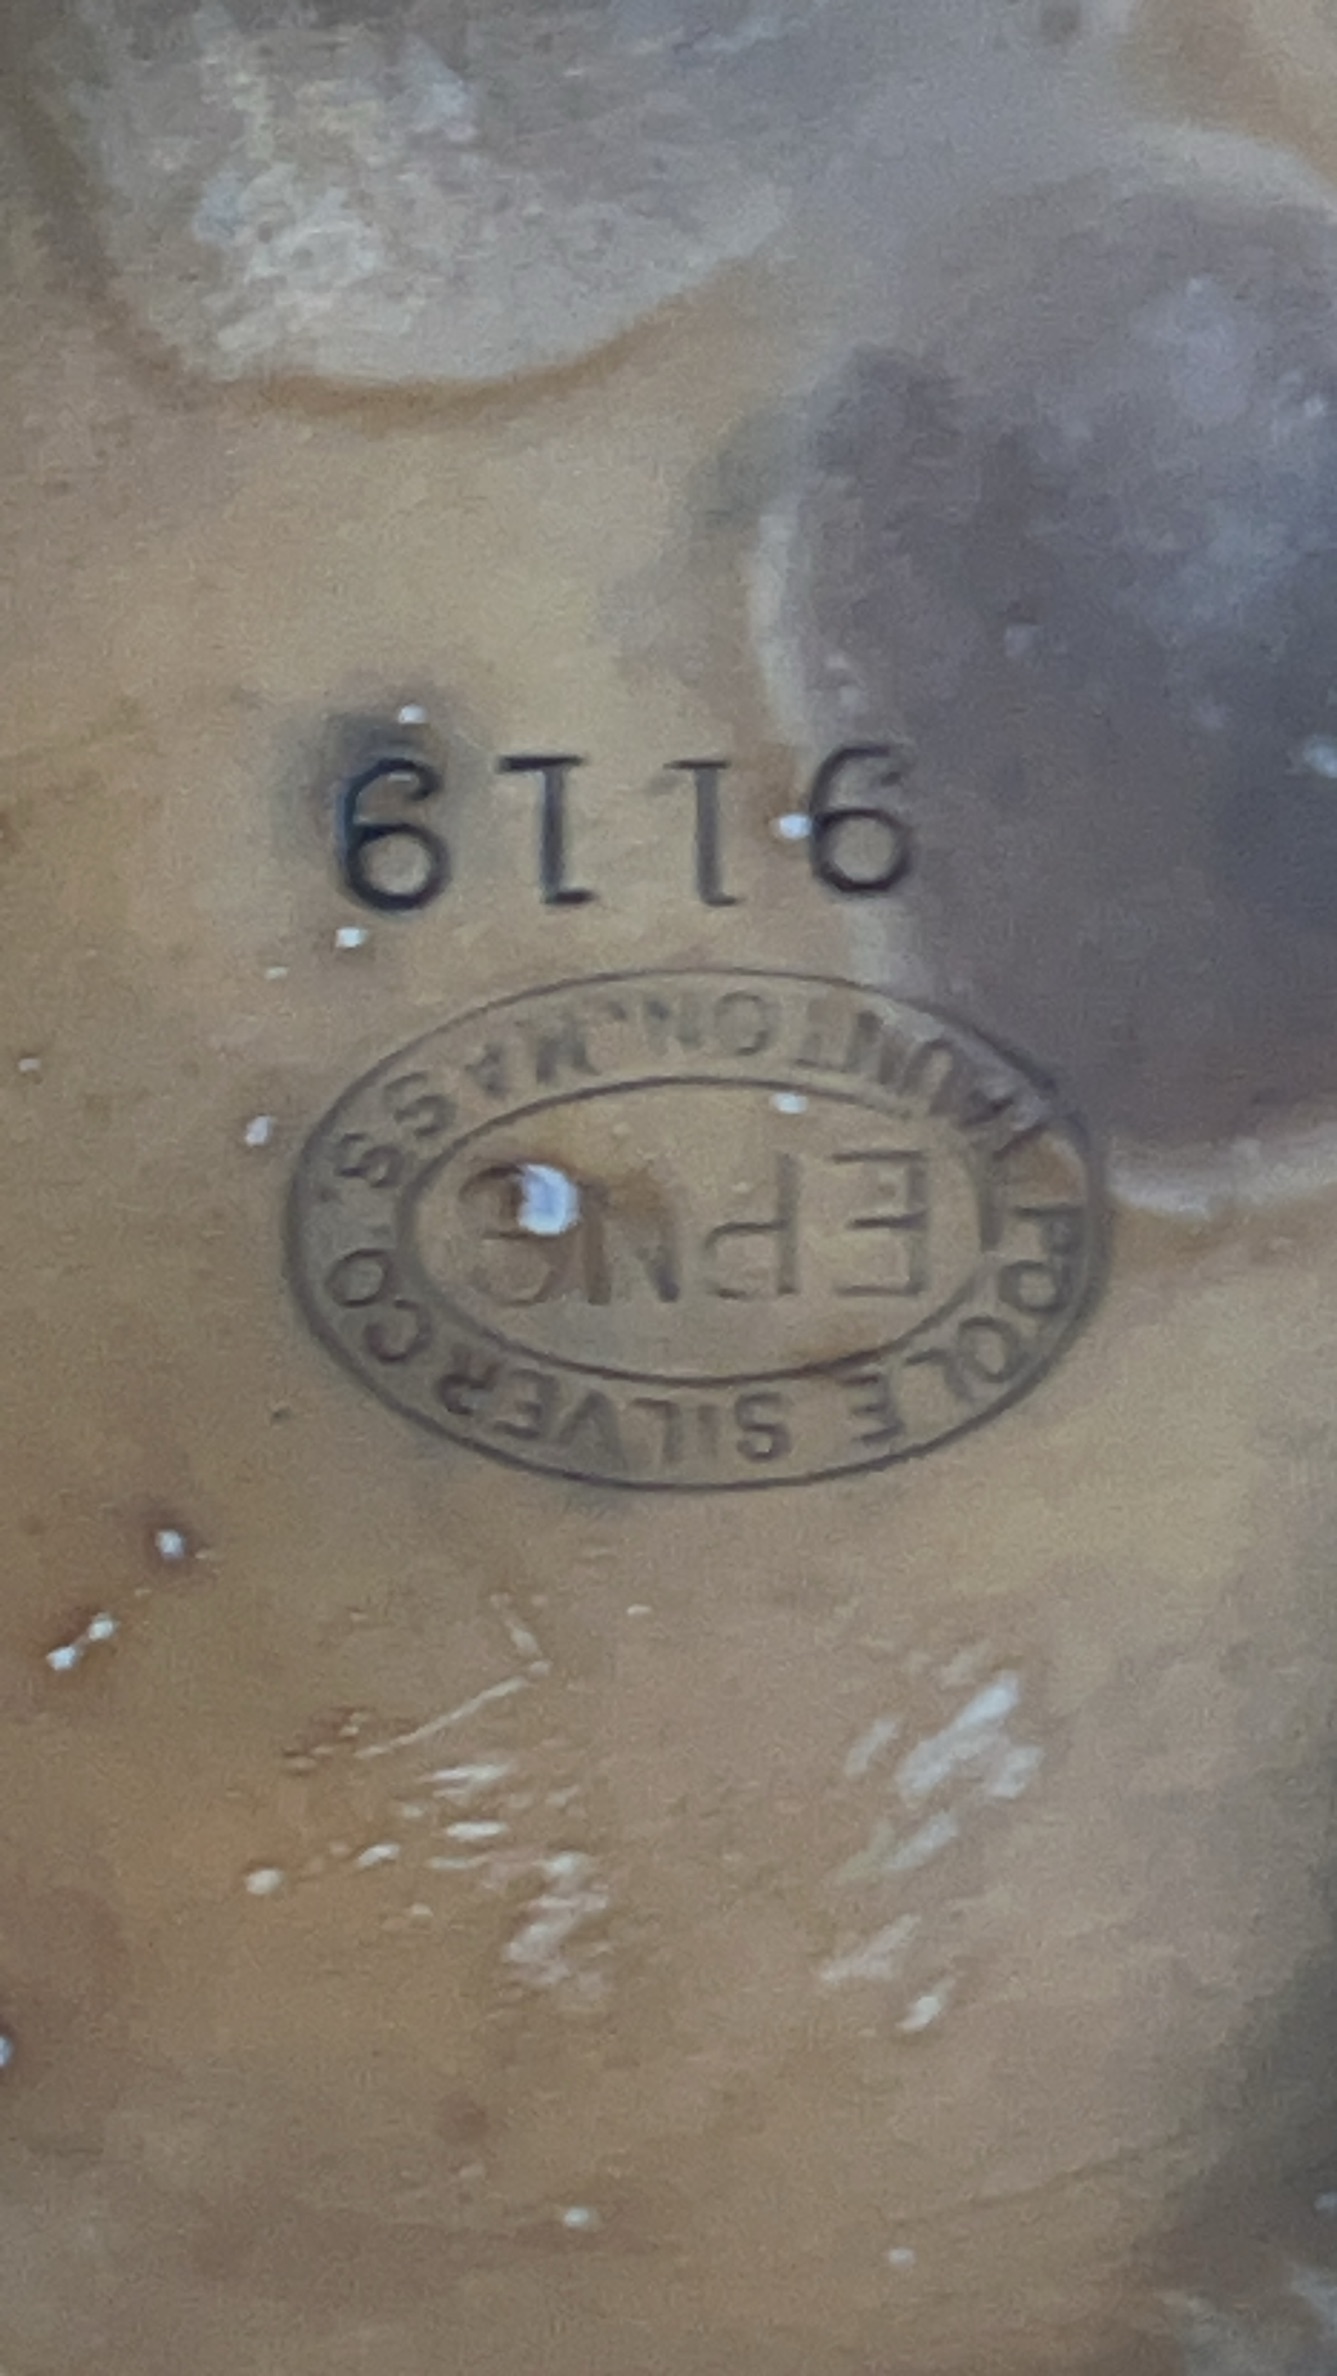 POOLE SILVER CO.
EPNS
TAUNTON, MASS.
9119